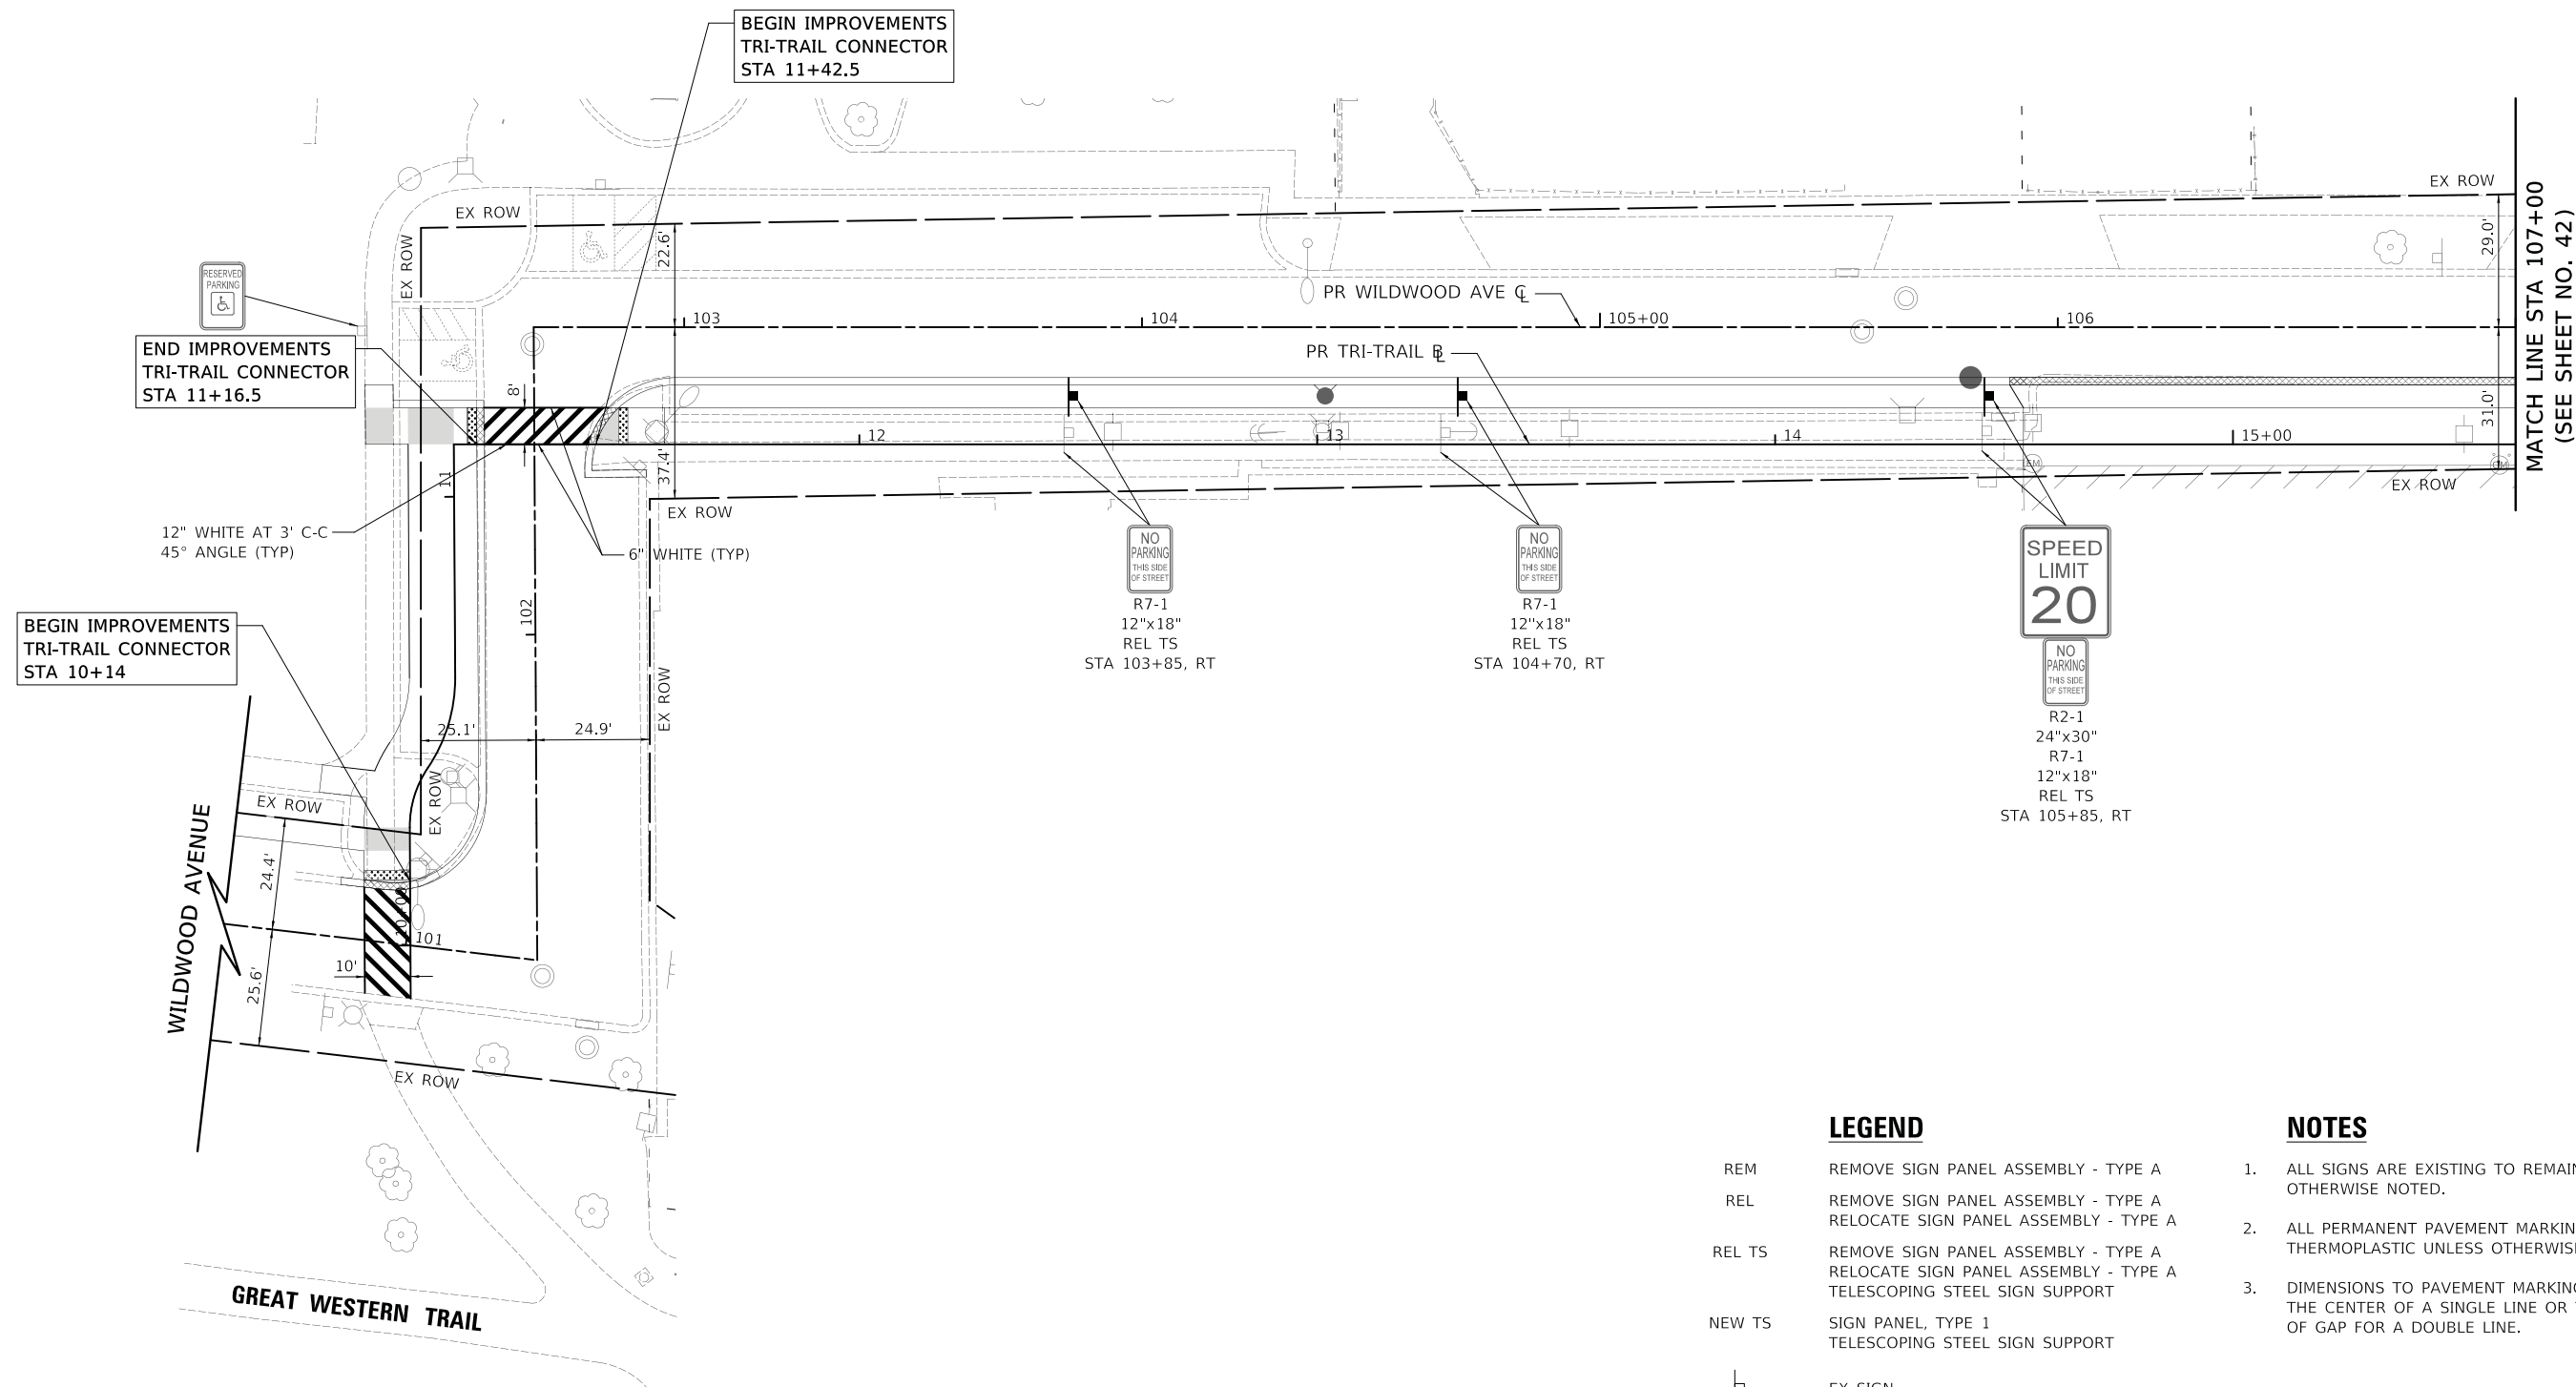 BEGIN IMPROVEMENTS
TRI-TRAIL CONNECTOR
STA 11+42.5
EX ROW
EX ROW
EX ROW
22.6'
29.0'
MATCH LINE STA 107+00
(SEE SHEET NO. 42)
RESERVED
PARKING
PR WILDWOOD AVE CL
103
104
105+00
106
END IMPROVEMENTS
TRI-TRAIL CONNECTOR
STA 11+16.5
PR TRI-TRAIL BL
8'
31.0'
12
13
14
15+00
11
37.4'
EX ROW
EX ROW
12" WHITE AT 3' C-C
45° ANGLE (TYP)
6" WHITE (TYP)
NO
PARKING
THIS SIDE
OF STREET
R7-1
12"x18"
REL TS
STA 103+85, RT
NO
PARKING
THIS SIDE
OF STREET
R7-1
12"x18"
REL TS
STA 104+70, RT
SPEED
LIMIT
20
NO
PARKING
THIS SIDE
OF STREET
R2-1
24"x30"
R7-1
12"x18"
REL TS
STA 105+85, RT
102
BEGIN IMPROVEMENTS
TRI-TRAIL CONNECTOR
STA 10+14
EX ROW
25.1'
24.9'
EX ROW
EX ROW
WILDWOOD AVENUE
24.4'
10+00
101
10'
25.6'
EX ROW
GREAT WESTERN TRAIL
LEGEND
REM REMOVE SIGN PANEL ASSEMBLY - TYPE A
REL REMOVE SIGN PANEL ASSEMBLY - TYPE A
RELOCATE SIGN PANEL ASSEMBLY - TYPE A
REL TS REMOVE SIGN PANEL ASSEMBLY - TYPE A
RELOCATE SIGN PANEL ASSEMBLY - TYPE A
TELESCOPING STEEL SIGN SUPPORT
NEW TS SIGN PANEL, TYPE 1
TELESCOPING STEEL SIGN SUPPORT
NOTES
1. ALL SIGNS ARE EXISTING TO REMAIN
OTHERWISE NOTED.
2. ALL PERMANENT PAVEMENT
THERMOPLASTIC UNLESS
3. DIMENSIONS TO PAVEMENT
THE CENTER OF A SINGLE LINE OR
OF GAP FOR A DOUBLE LINE.